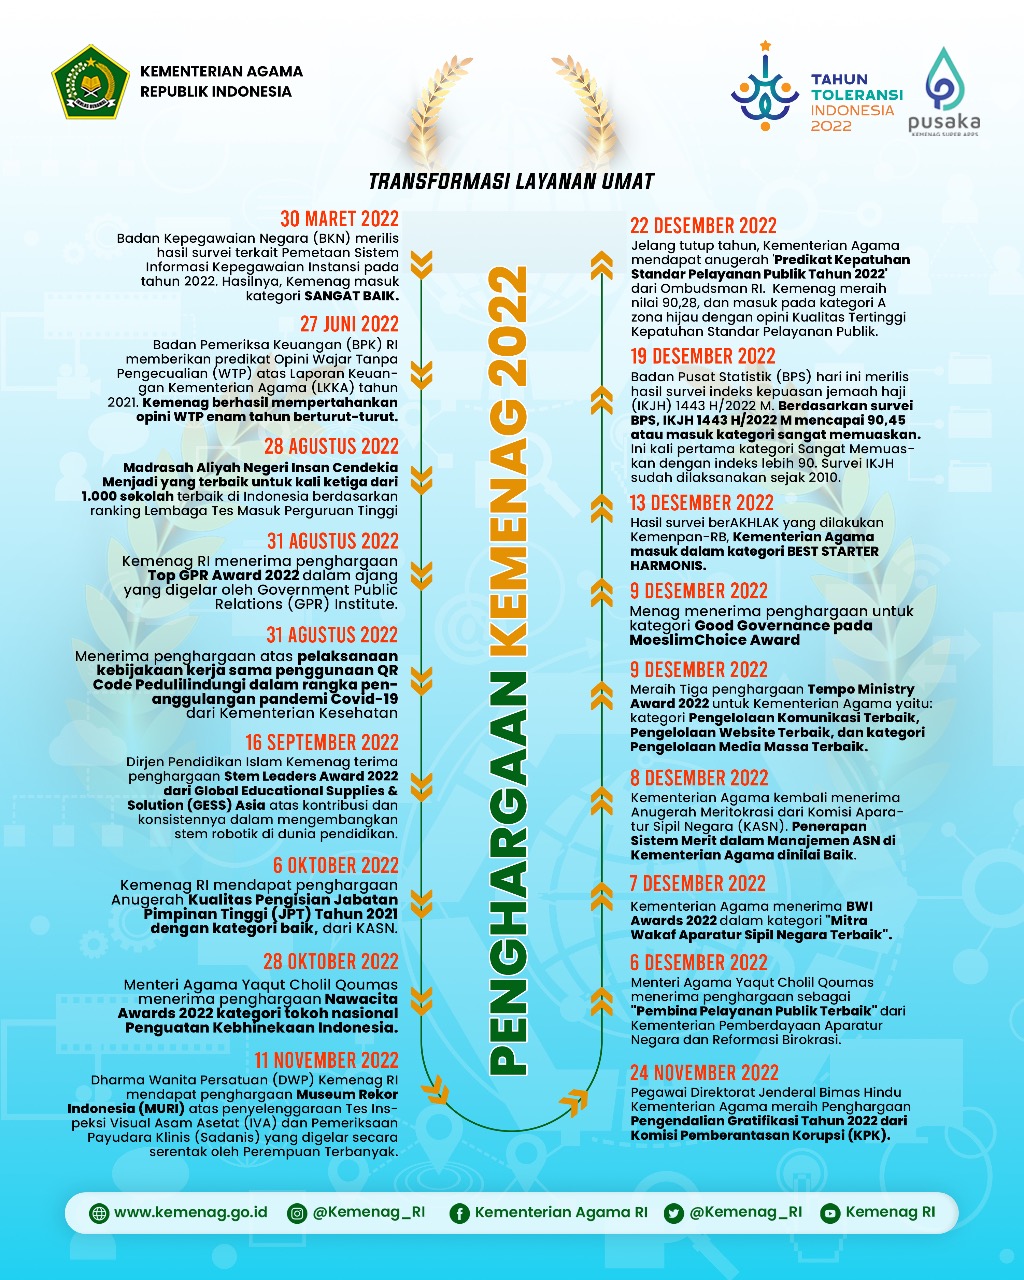 KEMENTERIAN AGAMA
REPUBLIK INDONESIA
TAHUN
TOLERANSI
INDONESIA
2022
pusaka
KEMENAG SUPER APPS
TRANSFORMASI LAYANAN UMAT
PENGHARGAAN KEMENAG 2022
30 MARET 2022
Badan Kepegawaian Negara (BKN) merilis
hasil survei terkait Pemetaan Sistem
Informasi Kepegawaian Instansi pada
tahun 2022. Hasilnya, Kemenag masuk
kategori SANGAT BAIK.
27 JUNI 2022
Badan Pemeriksa Keuangan (BPK) RI
memberikan predikat Opini Wajar Tanpa
Pengecualian (WTP) atas Laporan Keuan-
gan Kementerian Agama (LKKA) tahun
2021. Kemenag berhasil mempertahankan
opini WTP enam tahun berturut-turut.
28 AGUSTUS 2022
Madrasah Aliyah Negeri Insan Cendekia
Menjadi yang terbaik untuk kali ketiga dari
1.000 sekolah terbaik di Indonesia berdasarkan
ranking Lembaga Tes Masuk Perguruan Tinggi
31 AGUSTUS 2022
Kemenag RI menerima penghargaan
Top GPR Award 2022 dalam ajang
yang digelar oleh Government Public
Relations (GPR) Institute.
31 AGUSTUS 2022
Menerima penghargaan atas pelaksanaan
kebijakaan kerja sama penggunaan QR
Code Pedulilindungi dalam rangka pen-
anggulangan pandemi Covid-19
dari Kementerian Kesehatan
16 SEPTEMBER 2022
Dirjen Pendidikan Islam Kemenag terima
penghargaan Stem Leaders Award 2022
dari Global Educational Supplies &
Solution (GESS) Asia atas kontribusi dan
konsistennya dalam mengembangkan
stem robotik di dunia pendidikan.
6 OKTOBER 2022
Kemenag RI mendapat penghargaan
Anugerah Kualitas Pengisian Jabatan
Pimpinan Tinggi (JPT) Tahun 2021
dengan kategori baik, dari KASN.
28 OKTOBER 2022
Menteri Agama Yaqut Cholil Qoumas
menerima penghargaan Nawacita
Awards 2022 kategori tokoh nasional
Penguatan Kebhinekaan Indonesia.
11 NOVEMBER 2022
Dharma Wanita Persatuan (DWP) Kemenag RI
mendapat penghargaan Museum Rekor
Indonesia (MURI) atas penyelenggaraan Tes Ins-
peksi Visual Asam Asetat (IVA) dan Pemeriksaan
Payudara Klinis (Sadanis) yang digelar secara
serentak oleh Perempuan Terbanyak.
22 DESEMBER 2022
Jelang tutup tahun, Kementerian Agama
mendapat anugerah 'Predikat Kepatuhan
Standar Pelayanan Publik Tahun 2022'
dari Ombudsman RI. Kemenag meraih
nilai 90,28, dan masuk pada kategori A
zona hijau dengan opini Kualitas Tertinggi
Kepatuhan Standar Pelayanan Publik.
19 DESEMBER 2022
Badan Pusat Statistik (BPS) hari ini merilis
hasil survei indeks kepuasan jemaah haji
(IKJH) 1443 H/2022 M. Berdasarkan survei
BPS, IKJH 1443 H/2022 M mencapai 90,45
atau masuk kategori sangat memuaskan.
Ini kali pertama kategori Sangat Memuas-
kan dengan indeks lebih 90. Survei IKJH
sudah dilaksanakan sejak 2010.
13 DESEMBER 2022
Hasil survei berAKHLAK yang dilakukan
Kemenpan-RB, Kementerian Agama
masuk dalam kategori BEST STARTER
HARMONIS.
9 DESEMBER 2022
Menag menerima penghargaan untuk
kategori Good Governance pada
MoeslimChoice Award
9 DESEMBER 2022
Meraih Tiga penghargaan Tempo Ministry
Award 2022 untuk Kementerian Agama yaitu:
kategori Pengelolaan Komunikasi Terbaik,
Pengelolaan Website Terbaik, dan kategori
Pengelolaan Media Massa Terbaik.
8 DESEMBER 2022
Kementerian Agama kembali menerima
Anugerah Meritokrasi dari Komisi Apara-
tur Sipil Negara (KASN). Penerapan
Sistem Merit dalam Manajemen ASN di
Kementerian Agama dinilai Baik.
7 DESEMBER 2022
Kementerian Agama menerima BWI
Awards 2022 dalam kategori "Mitra
Wakaf Aparatur Sipil Negara Terbaik".
6 DESEMBER 2022
Menteri Agama Yaqut Cholil Qoumas
menerima penghargaan sebagai
"Pembina Pelayanan Publik Terbaik" dari
Kementerian Pemberdayaan Aparatur
Negara dan Reformasi Birokrasi.
24 NOVEMBER 2022
Pegawai Direktorat Jenderal Bimas Hindu
Kementerian Agama meraih Penghargaan
Pengendalian Gratifikasi Tahun 2022 dari
Komisi Pemberantasan Korupsi (KPK).
www.kemenag.go.id @Kemenag_RI Kementerian Agama RI @Kemenag_RI Kemenag RI